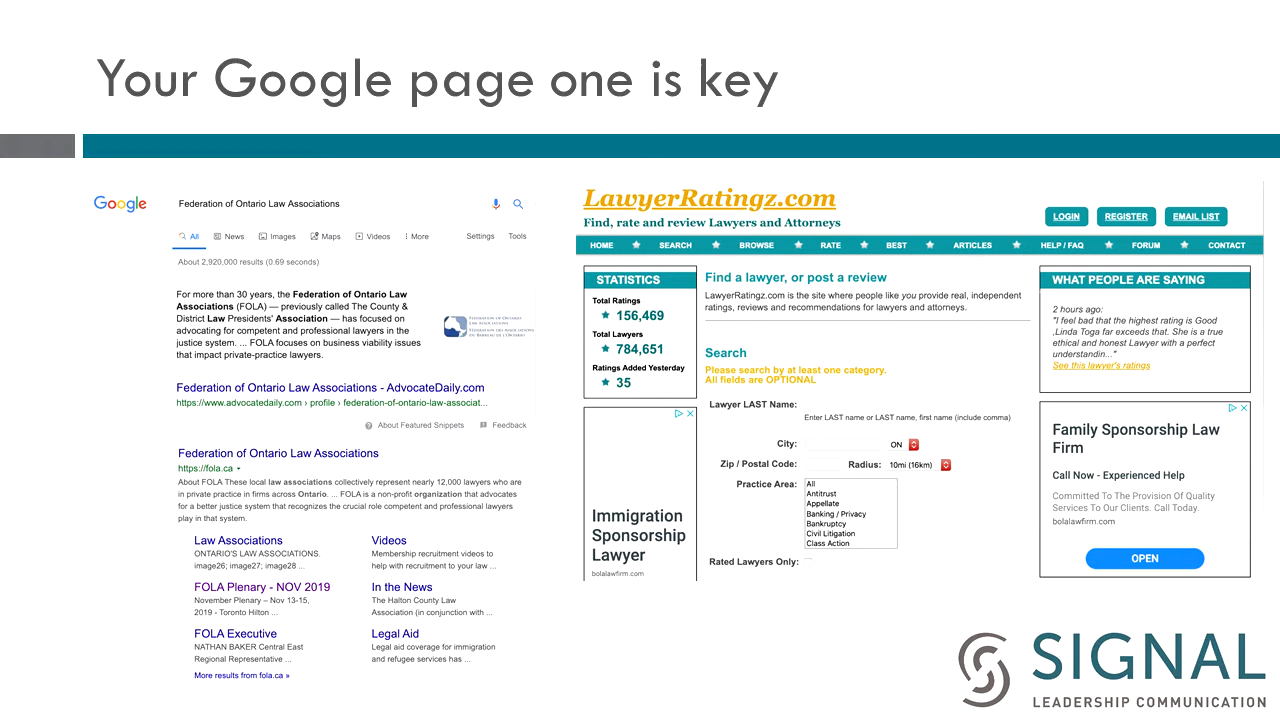 Your Google page one is key
Google
Federation of Ontario Law Associations
All News Images Maps Videos More Settings Tools
About 2,920,000 results (0.69 seconds)
For more than 30 years, the Federation of Ontario Law
Associations (FOLA) — previously called The County &
District Law Presidents' Association — has focused on
advocating for competent and professional lawyers in the
justice system. ... FOLA focuses on business viability issues
that impact private-practice lawyers.
Federation of Ontario
Law Associations
Federation des Associations
du Barreau de l'Ontario
Federation of Ontario Law Associations - AdvocateDaily.com
https://www.advocatedaily.com › profile › federation-of-ontario-law-associat...
About Featured Snippets Feedback
Federation of Ontario Law Associations
https://fola.ca
About FOLA These local law associations collectively represent nearly 12,000 lawyers who are
in private practice in firms across Ontario. ... FOLA is a non-profit organization that advocates
for a better justice system that recognizes the crucial role competent and professional lawyers
play in that system.
Law Associations
ONTARIO'S LAW ASSOCIATIONS.
image26; image27; image28 ...
Videos
Membership recruitment videos to
help with recruitment to your law ...
FOLA Plenary - NOV 2019
November Plenary – Nov 13-15,
2019 - Toronto Hilton ...
In the News
The Halton County Law
Association (in conjunction with ...
FOLA Executive
NATHAN BAKER Central East
Regional Representative ...
Legal Aid
Legal aid coverage for immigration
and refugee services has ...
More results from fola.ca »
LawyerRatingz.com
Find, rate and review Lawyers and Attorneys
LOGIN REGISTER EMAIL LIST
HOME SEARCH BROWSE RATE BEST ARTICLES HELP / FAQ FORUM CONTACT
STATISTICS
Total Ratings
156,469
Total Lawyers
784,651
Ratings Added Yesterday
35
Immigration
Sponsorship
Lawyer
bolalawfirm.com
Find a lawyer, or post a review
LawyerRatingz.com is the site where people like you provide real, independent
ratings, reviews and recommendations for lawyers and attorneys.
Search
Please search by at least one category.
All fields are OPTIONAL
Lawyer LAST Name:
Enter LAST name or LAST name, first name (include comma)
City: ON
Zip / Postal Code: Radius: 10mi (16km)
Practice Area: All
Antitrust
Appellate
Banking / Privacy
Bankruptcy
Civil Litigation
Class Action
Rated Lawyers Only:
WHAT PEOPLE ARE SAYING
2 hours ago:
"I feel bad that the highest rating is Good
,Linda Toga far exceeds that. She is a true
ethical and honest Lawyer with a perfect
understandin..."
See this lawyer's ratings
Family Sponsorship Law
Firm
Call Now - Experienced Help
Committed To The Provision Of Quality
Services To Our Clients. Call Today.
bolalawfirm.com
OPEN
SIGNAL
LEADERSHIP COMMUNICATION